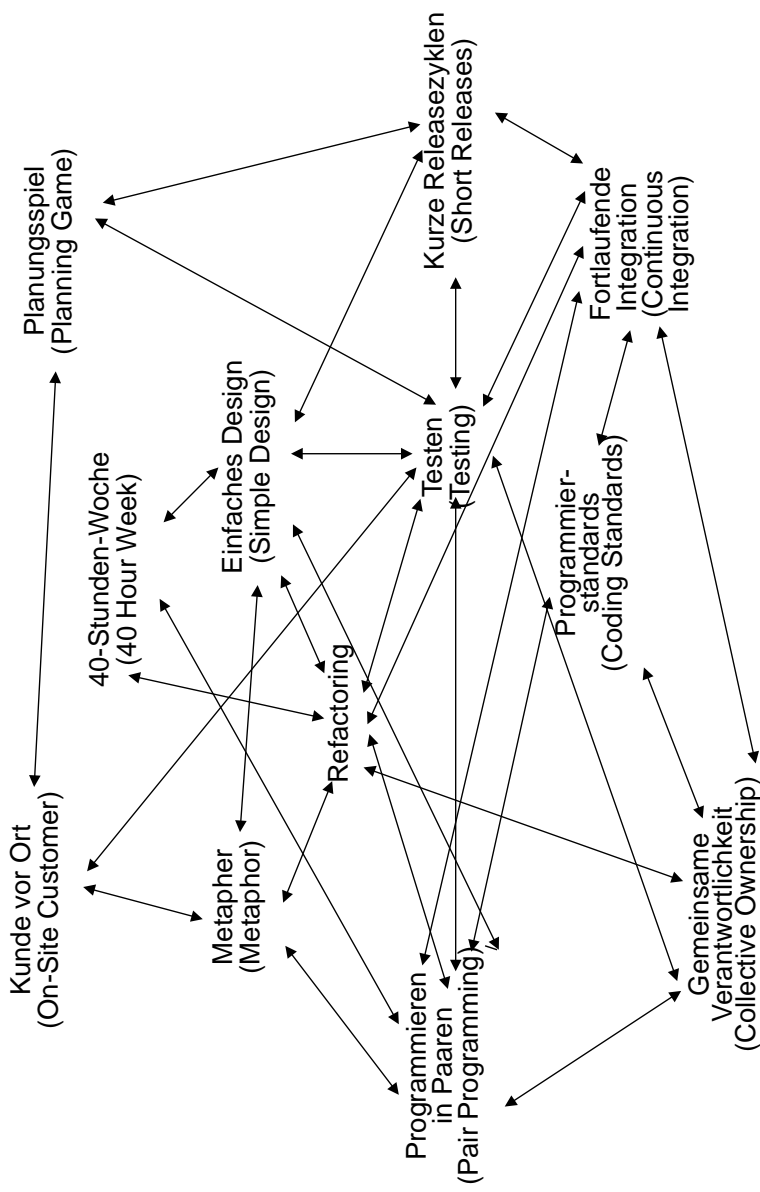 Kunde vor Ort
(On-Site Customer)
Planungsspiel
(Planning Game)
40-Stunden-Woche
(40 Hour Week)
Metapher
(Metaphor)
Einfaches Design
(Simple Design)
Refactoring
Programmieren
in Paaren
(Pair Programming)
Testen
(Testing)
Kurze Releasezyklen
(Short Releases)
Programmier-
standards
(Coding Standards)
Fortlaufende
Integration
(Continuous
Integration)
Gemeinsame
Verantwortlichkeit
(Collective Ownership)